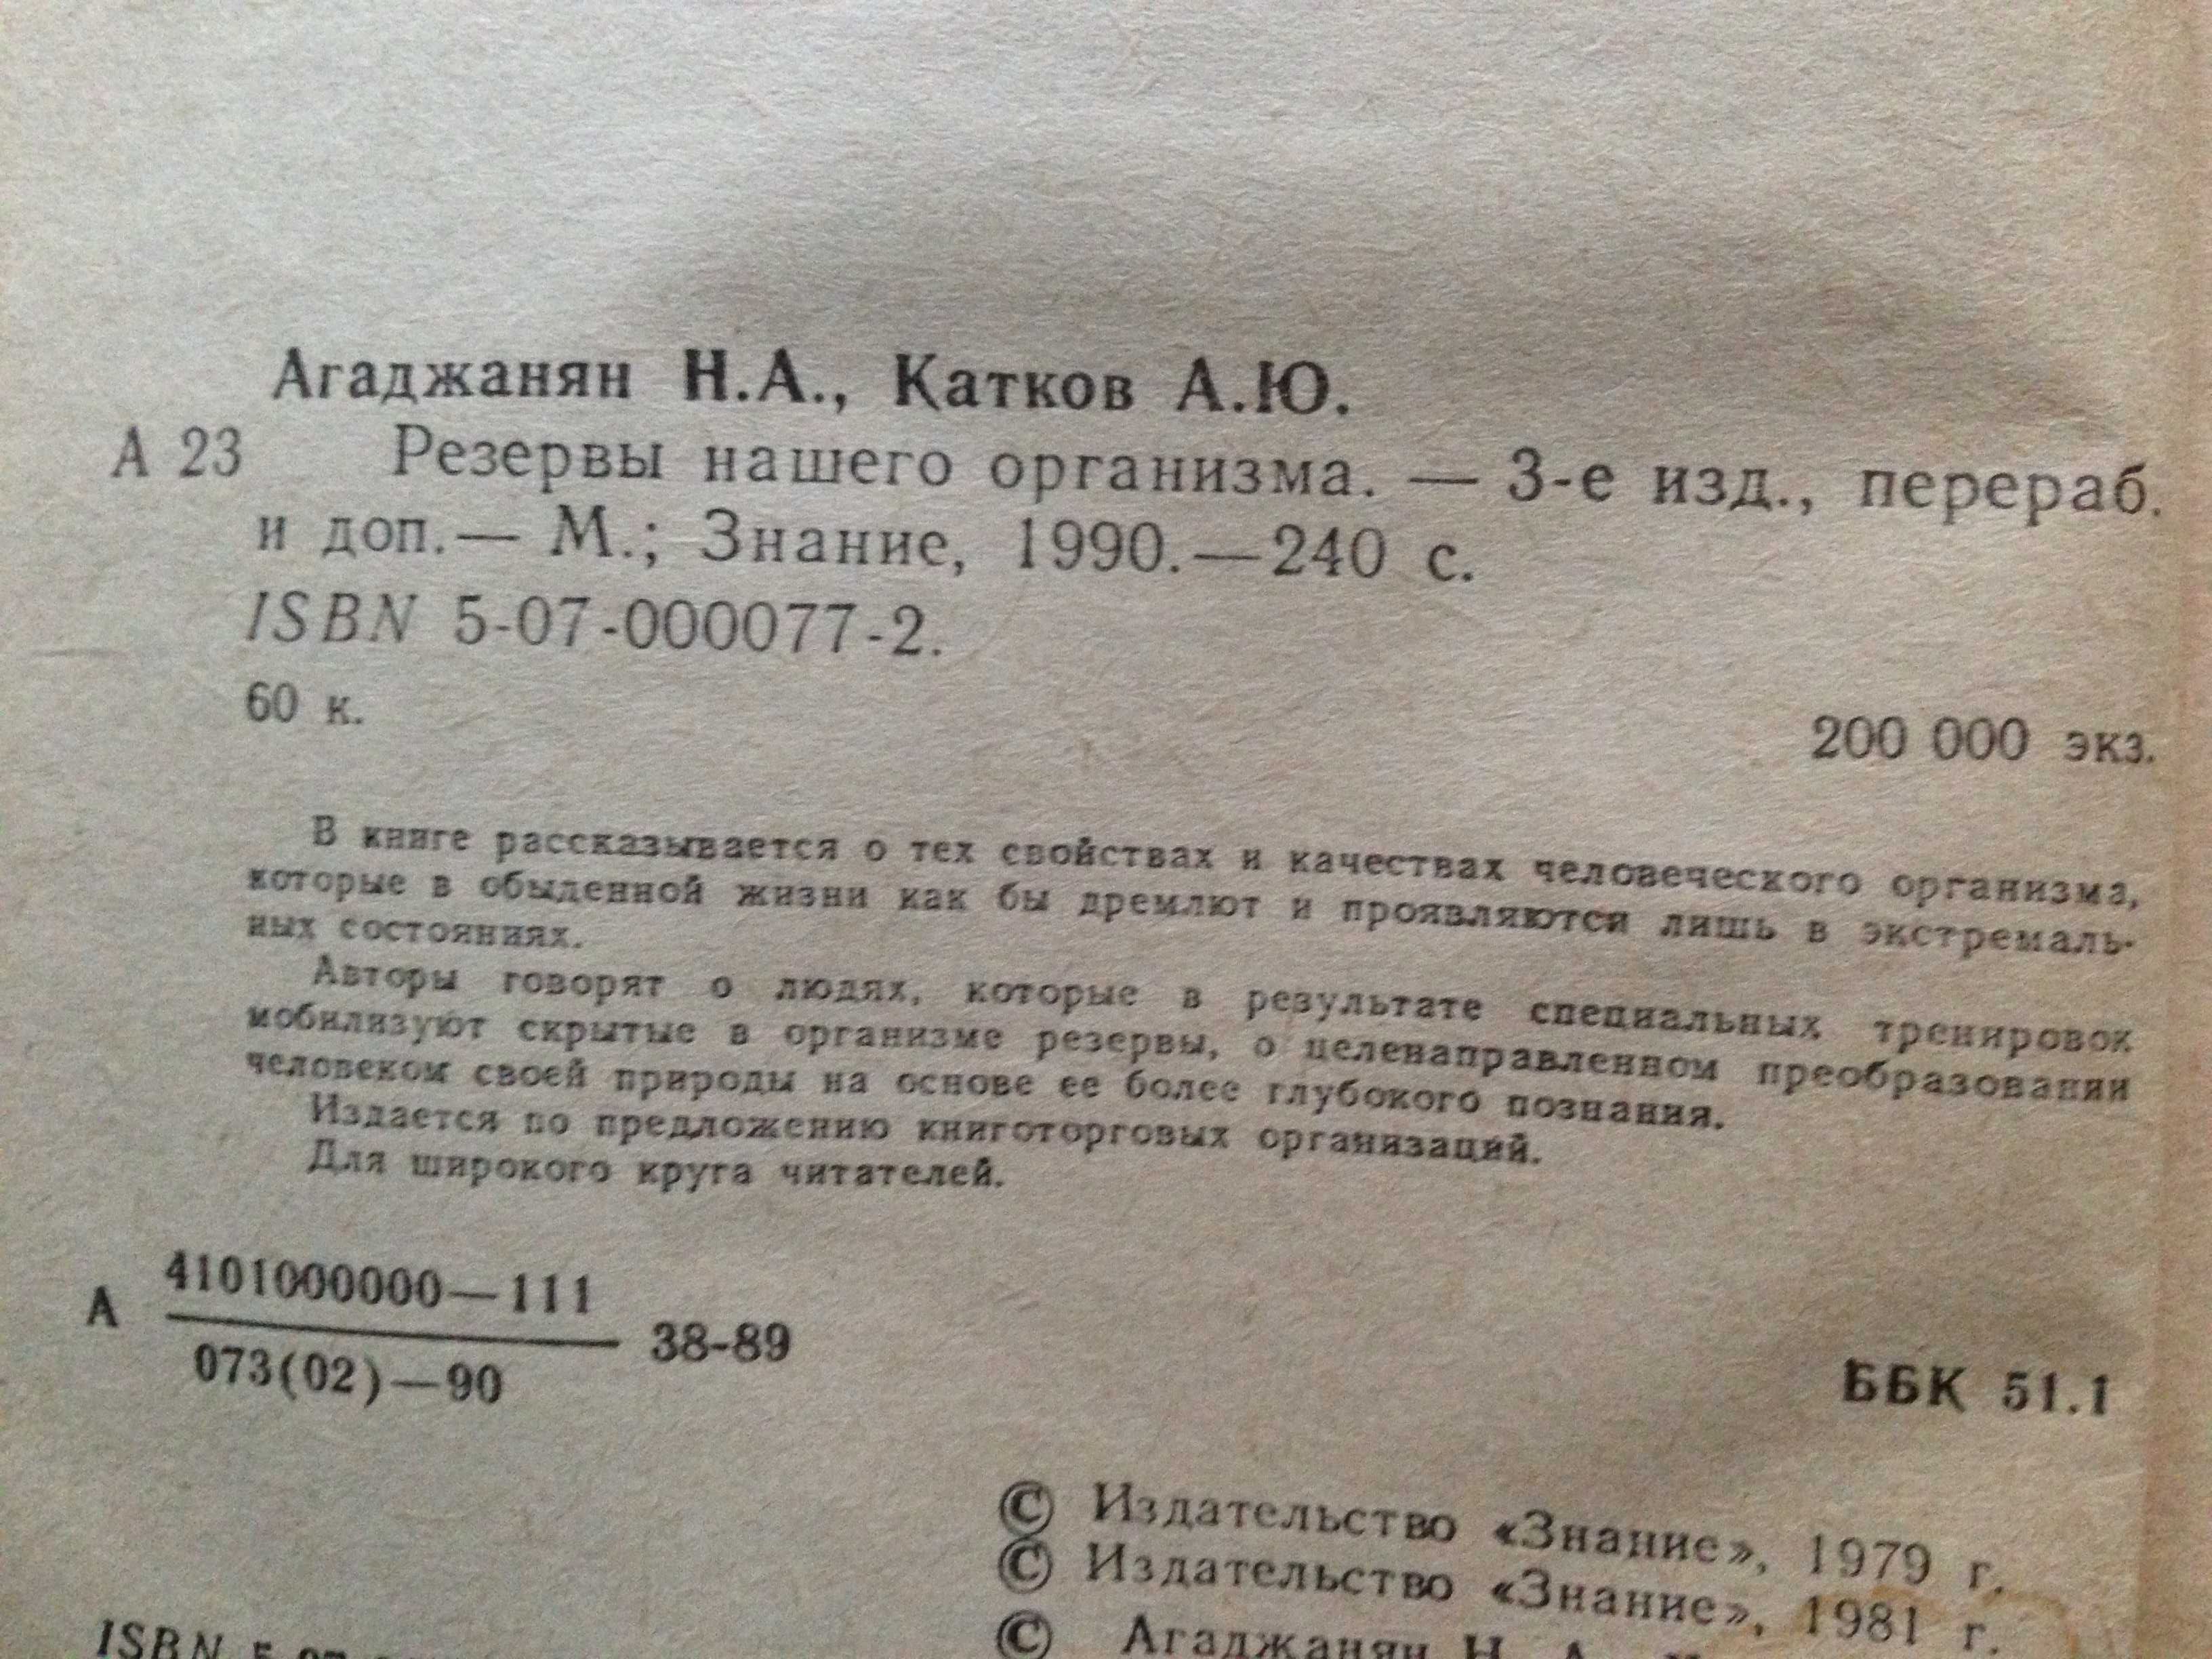 Агаджанян Н.А., Катков А.Ю.
А 23 Резервы нашего организма. — 3-е изд., перераб.
и доп.— М.; Знание, 1990.—240 с.
ISBN 5-07-000077-2.
60 к. 200 000 экз.
В книге рассказывается о тех свойствах и качествах человеческого организма,
которые в обыденной жизни как бы дремлют и проявляются лишь в экстремаль-
ных состояниях.
Авторы говорят о людях, которые в результате специальных тренировок
мобилизуют скрытые в организме резервы, о целенаправленном преобразовании
человеком своей природы на основе ее более глубокого познания.
Издается по предложению книготорговых организаций.
Для широкого круга читателей.
4101000000—111
А 38-89
073(02)—90
ББК 51.1
© Издательство «Знание», 1979 г.
© Издательство «Знание», 1981 г.
© Агаджанян Н. А.
ISBN 5-07